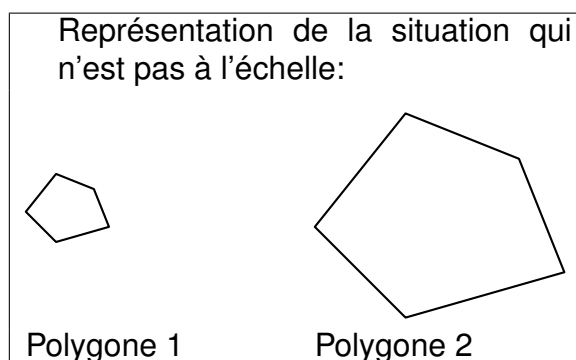 Représentation de la situation qui
n'est pas à l'échelle:
Polygone 1
Polygone 2